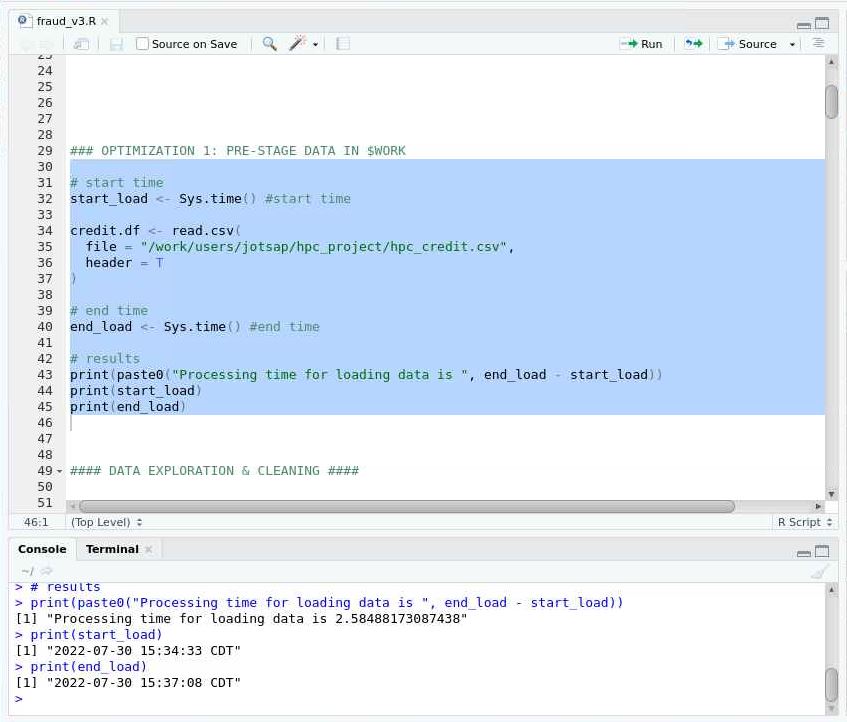 fraud_v3.R
Source on Save
Run
Source
23
24
25
26
27
28
29 ### OPTIMIZATION 1: PRE-STAGE DATA IN $WORK
30
31 # start time
32 start_load <- Sys.time() #start time
33
34 credit.df <- read.csv(
35 file = "/work/users/jotsap/hpc_project/hpc_credit.csv",
36 header = T
37 )
38
39 # end time
40 end_load <- Sys.time() #end time
41
42 # results
43 print(paste0("Processing time for loading data is ", end_load - start_load))
44 print(start_load)
45 print(end_load)
46
47
48
49 #### DATA EXPLORATION & CLEANING ####
50
51
46:1 (Top Level) R Script
Console Terminal
~/
> # results
> print(paste0("Processing time for loading data is ", end_load - start_load))
[1] "Processing time for loading data is 2.58488173087438"
> print(start_load)
[1] "2022-07-30 15:34:33 CDT"
> print(end_load)
[1] "2022-07-30 15:37:08 CDT"
>